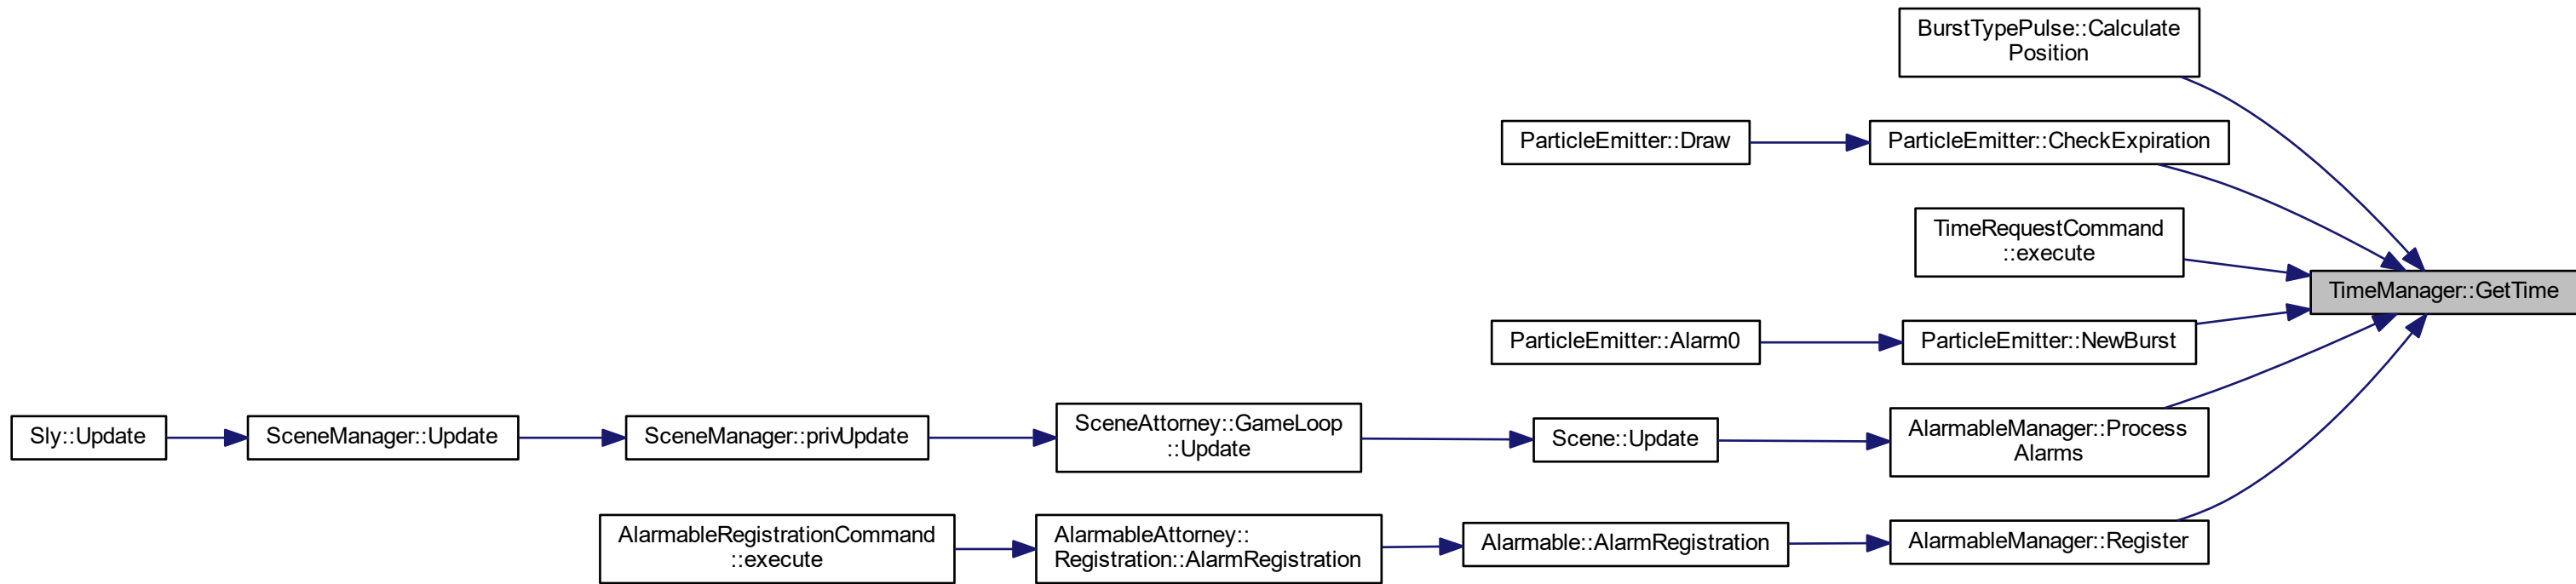 BurstTypePulse::Calculate
Position
ParticleEmitter::Draw
ParticleEmitter::CheckExpiration
TimeRequestCommand
::execute
TimeManager::GetTime
ParticleEmitter::Alarm0
ParticleEmitter::NewBurst
Sly::Update
SceneManager::Update
SceneManager::privUpdate
SceneAttorney::GameLoop
::Update
Scene::Update
AlarmableManager::Process
Alarms
AlarmableRegistrationCommand
::execute
AlarmableAttorney::
Registration::AlarmRegistration
Alarmable::AlarmRegistration
AlarmableManager::Register